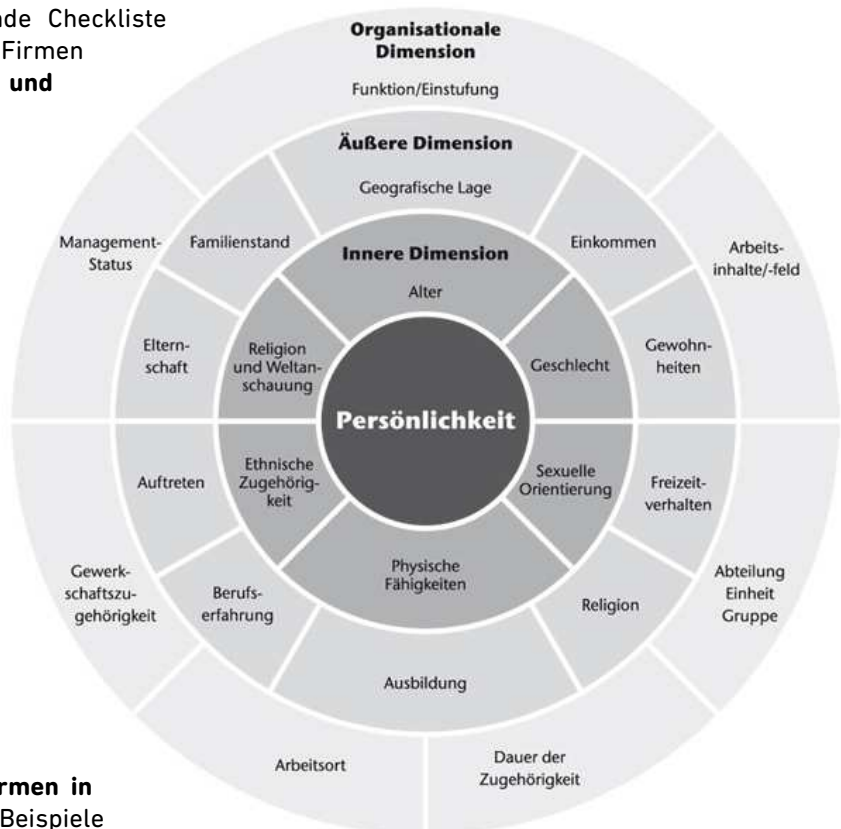 de Checkliste
Firmen
und
Organisationale
Dimension
Funktion/Einstufung
Äußere Dimension
Geografische Lage
Management-
Status
Familienstand
Einkommen
Arbeits-
inhalte/-feld
Innere Dimension
Alter
Eltern-
schaft
Religion
und Weltan-
schauung
Geschlecht
Gewohn-
heiten
Persönlichkeit
Auftreten
Ethnische
Zugehörig-
keit
Sexuelle
Orientierung
Freizeit-
verhalten
Gewerk-
schaftszu-
gehörigkeit
Berufs-
erfahrung
Physische
Fähigkeiten
Religion
Abteilung
Einheit
Gruppe
Ausbildung
Arbeitsort
Dauer der
Zugehörigkeit
rmen in
Beispiele